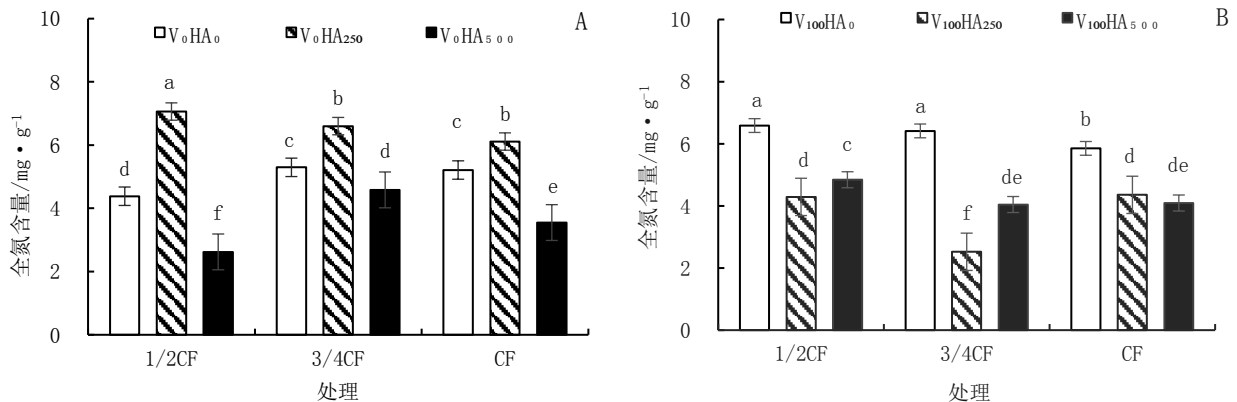 A
V₀HA₀ V₀HA₂₅₀ V₀HA₅₀₀
10
8
6
4
2
0
全氮含量/mg·g⁻¹
d a f
c b d
c b e
1/2CF 3/4CF CF
处理
B
V₁₀₀HA₀ V₁₀₀HA₂₅₀ V₁₀₀HA₅₀₀
10
8
6
4
2
0
全氮含量/mg·g⁻¹
a d c
a f de
b d de
1/2CF 3/4CF CF
处理